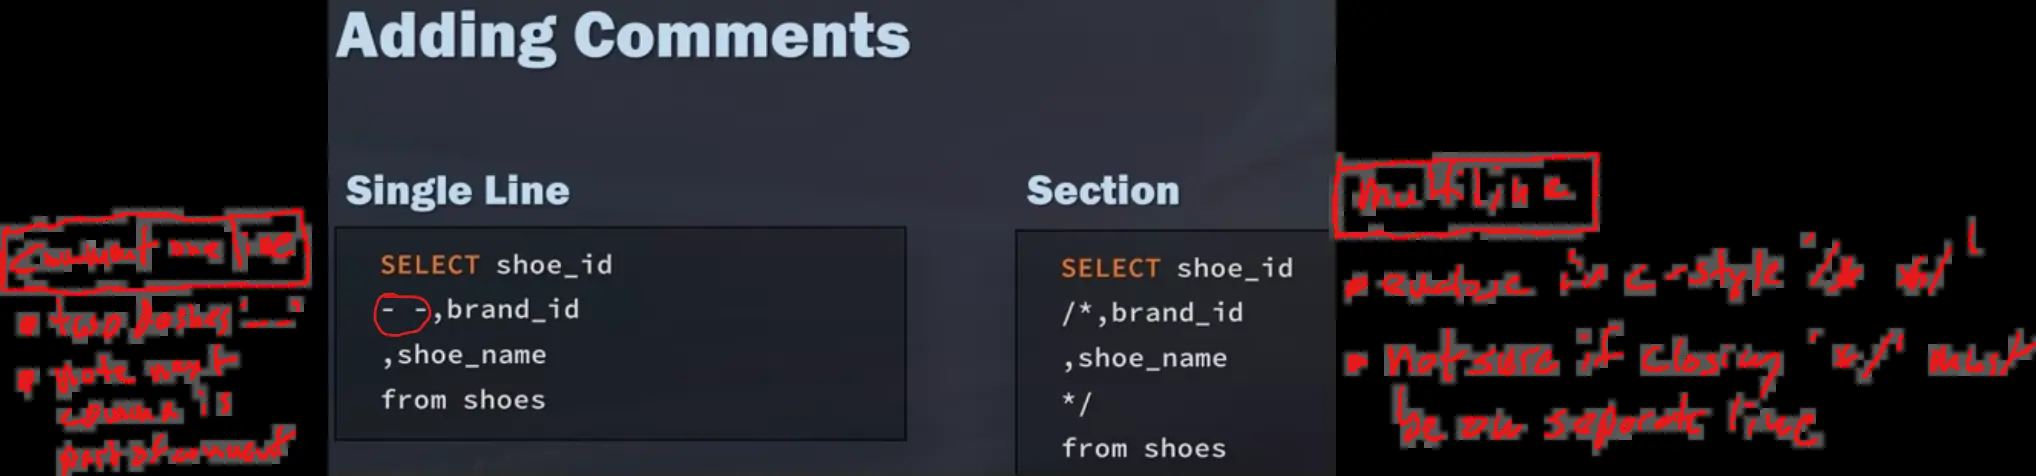 Adding Comments
Comment one line
• two dashes '--'
• note next
comma is
part of comment
Single Line
SELECT shoe_id
- -,brand_id
,shoe_name
from shoes
Section
SELECT shoe_id
/*,brand_id
,shoe_name
*/
from shoes
multiline
• enclose in c-style '/* */'
• not sure if closing '*/' must
be on separate line